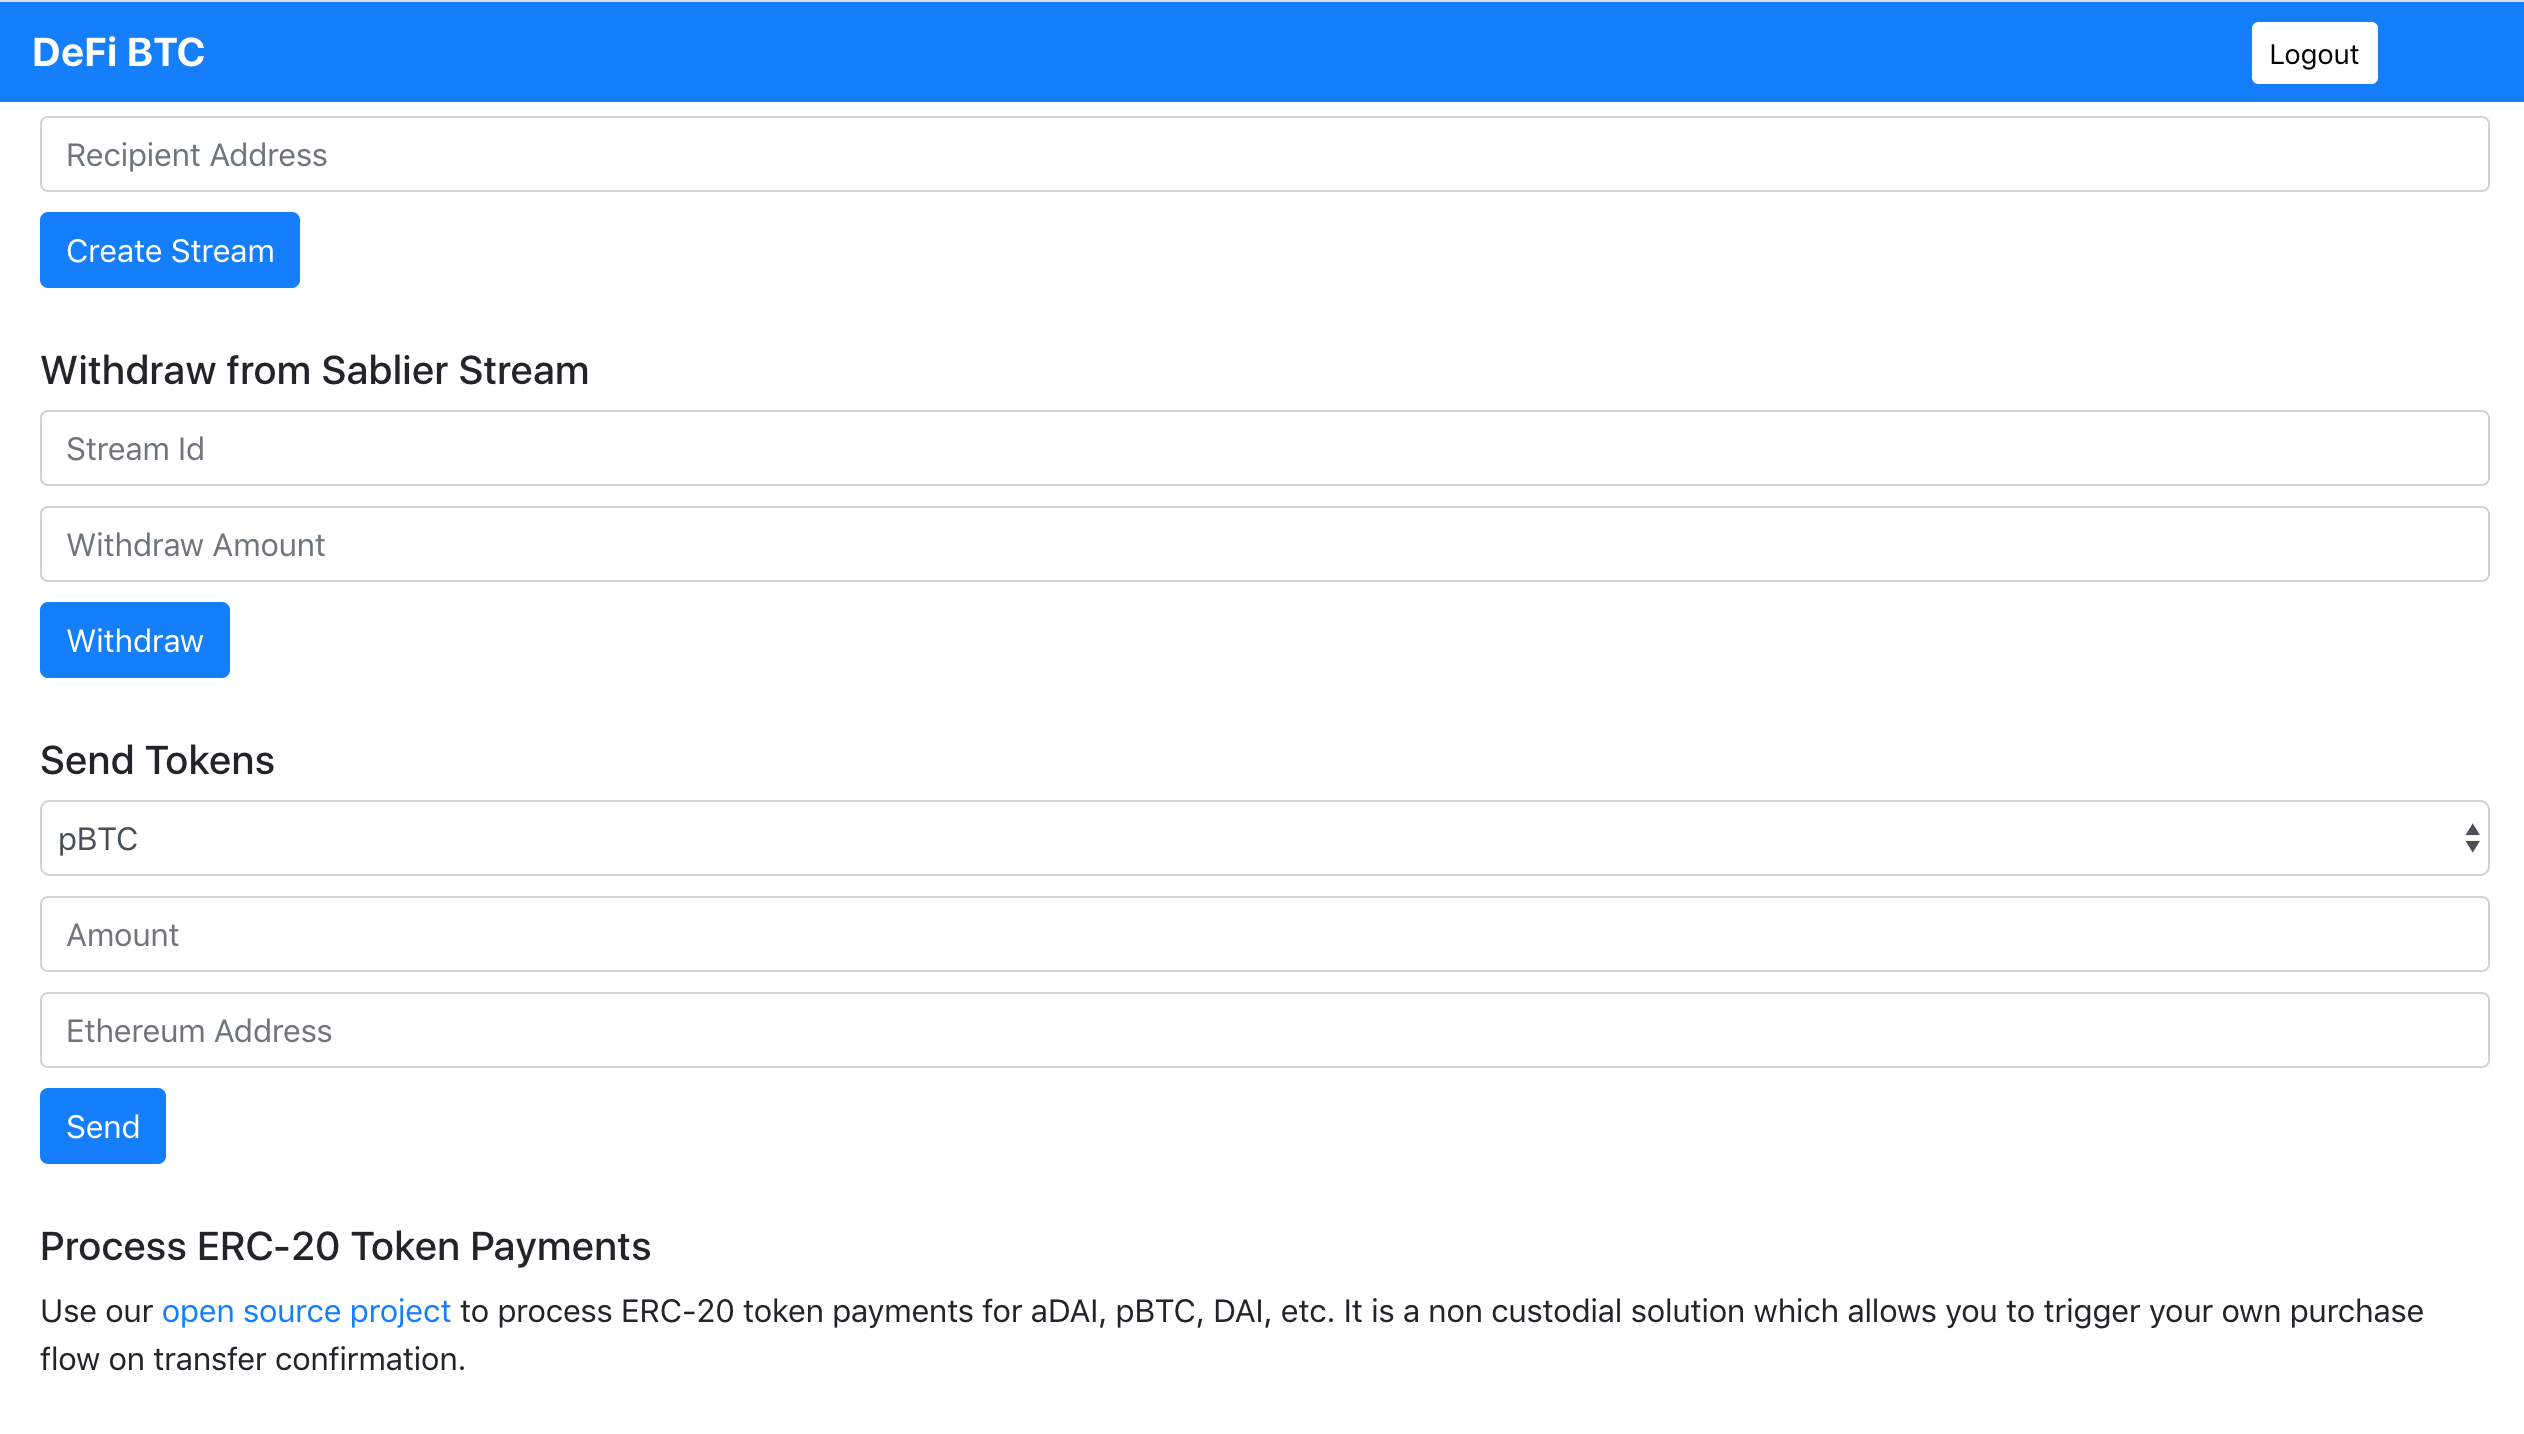 DeFi BTC
Logout
Recipient Address
Create Stream
Withdraw from Sablier Stream
Stream Id
Withdraw Amount
Withdraw
Send Tokens
pBTC
Amount
Ethereum Address
Send
Process ERC-20 Token Payments
Use our open source project to process ERC-20 token payments for aDAI, pBTC, DAI, etc. It is a non custodial solution which allows you to trigger your own purchase
flow on transfer confirmation.